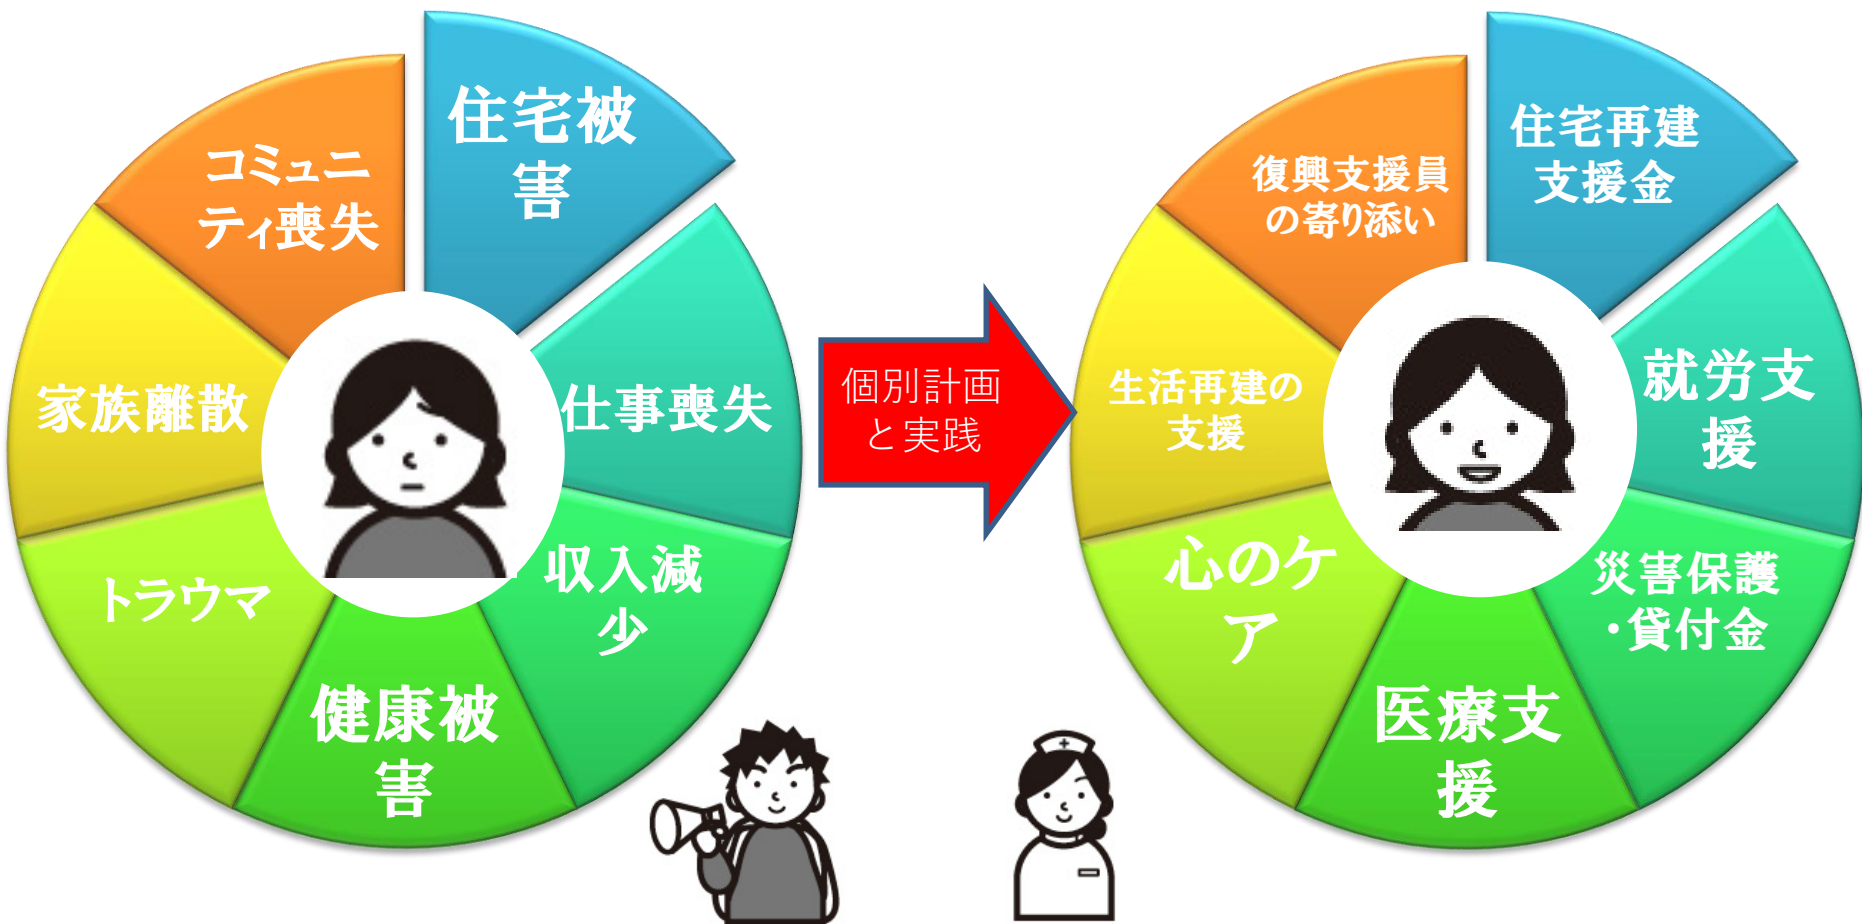 住宅被
害
仕事喪失
収入減
少
健康被
害
トラウマ
家族離散
コミュニ
ティ喪失
個別計画
と実践
住宅再建
支援金
就労支
援
災害保護
・貸付金
医療支
援
心のケ
ア
生活再建の
支援
復興支援員
の寄り添い